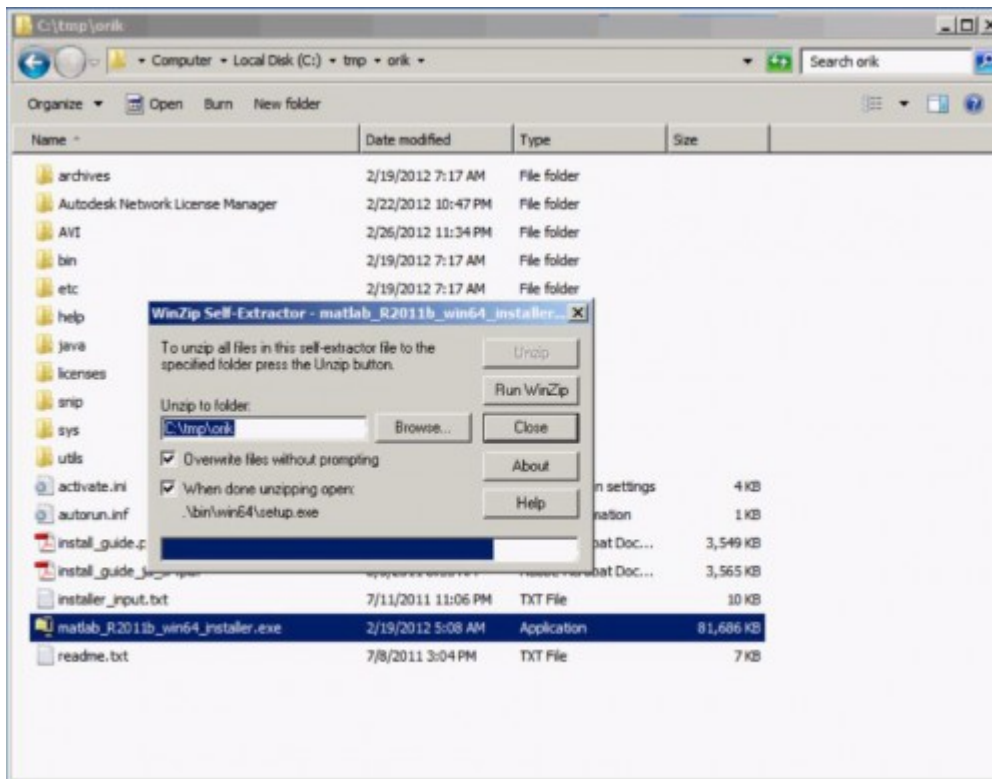 C:\tmp\orik
Computer Local Disk (C:) tmp orik
Search orik
Organize Open Burn New folder
Name Date modified Type Size
archives 2/19/2012 7:17 AM File folder
Autodesk Network License Manager 2/22/2012 10:47 PM File folder
AVI 2/26/2012 11:34 PM File folder
bin 2/19/2012 7:17 AM File folder
etc 2/19/2012 7:17 AM File folder
help
java
licenses
snip
sys
utils
activate.ini n settings 4 KB
autorun.inf mation 1 KB
install_guide.p bat Doc... 3,549 KB
install_guide 3,565 KB
installer_input.txt 7/11/2011 11:06 PM TXT File 10 KB
matlab_R2011b_win64_installer.exe 2/19/2012 5:08 AM Application 81,686 KB
readme.txt 7/8/2011 3:04 PM TXT File 7 KB
WinZip Self-Extractor - matlab_R2011b_win64_installer...
To unzip all files in this self-extractor file to the
specified folder press the Unzip button.
Unzip to folder:
C:\tmp\orik
Browse...
Overwrite files without prompting
When done unzipping open:
.\bin\win64\setup.exe
Unzip
Run WinZip
Close
About
Help